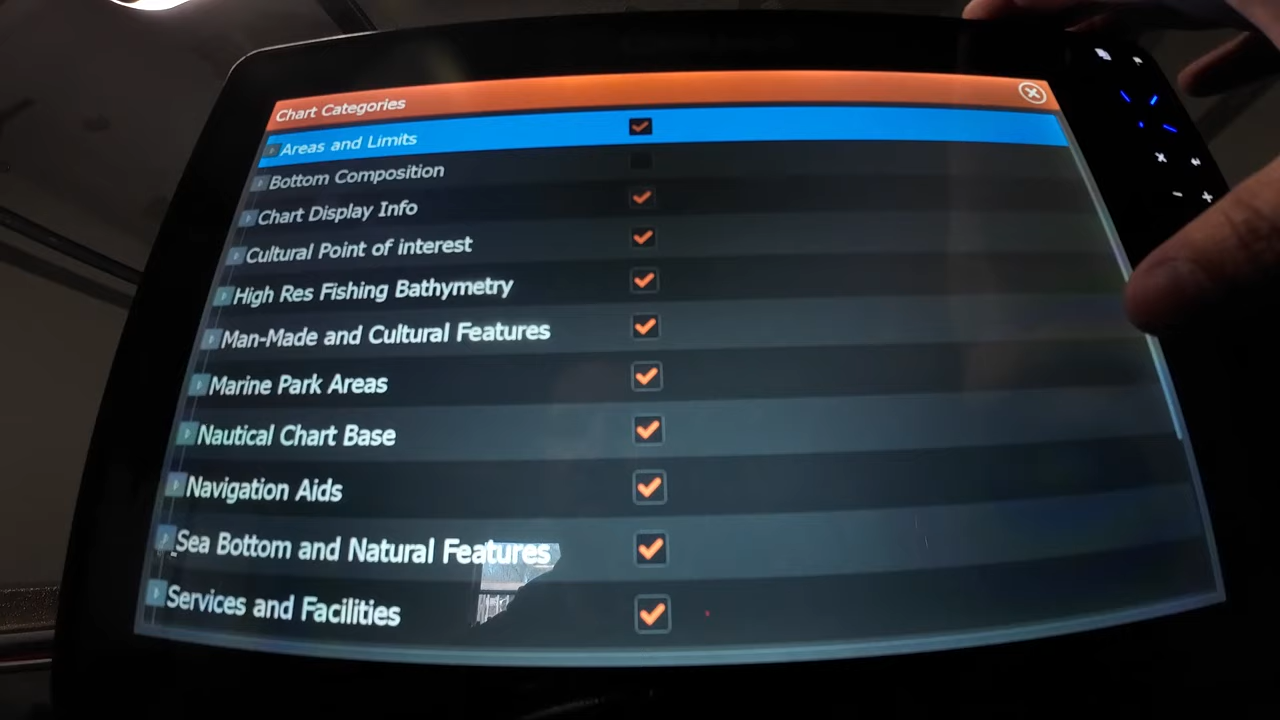 Chart Categories
Areas and Limits
Bottom Composition
Chart Display Info
Cultural Point of interest
High Res Fishing Bathymetry
Man-Made and Cultural Features
Marine Park Areas
Nautical Chart Base
Navigation Aids
Sea Bottom and Natural Features
Services and Facilities